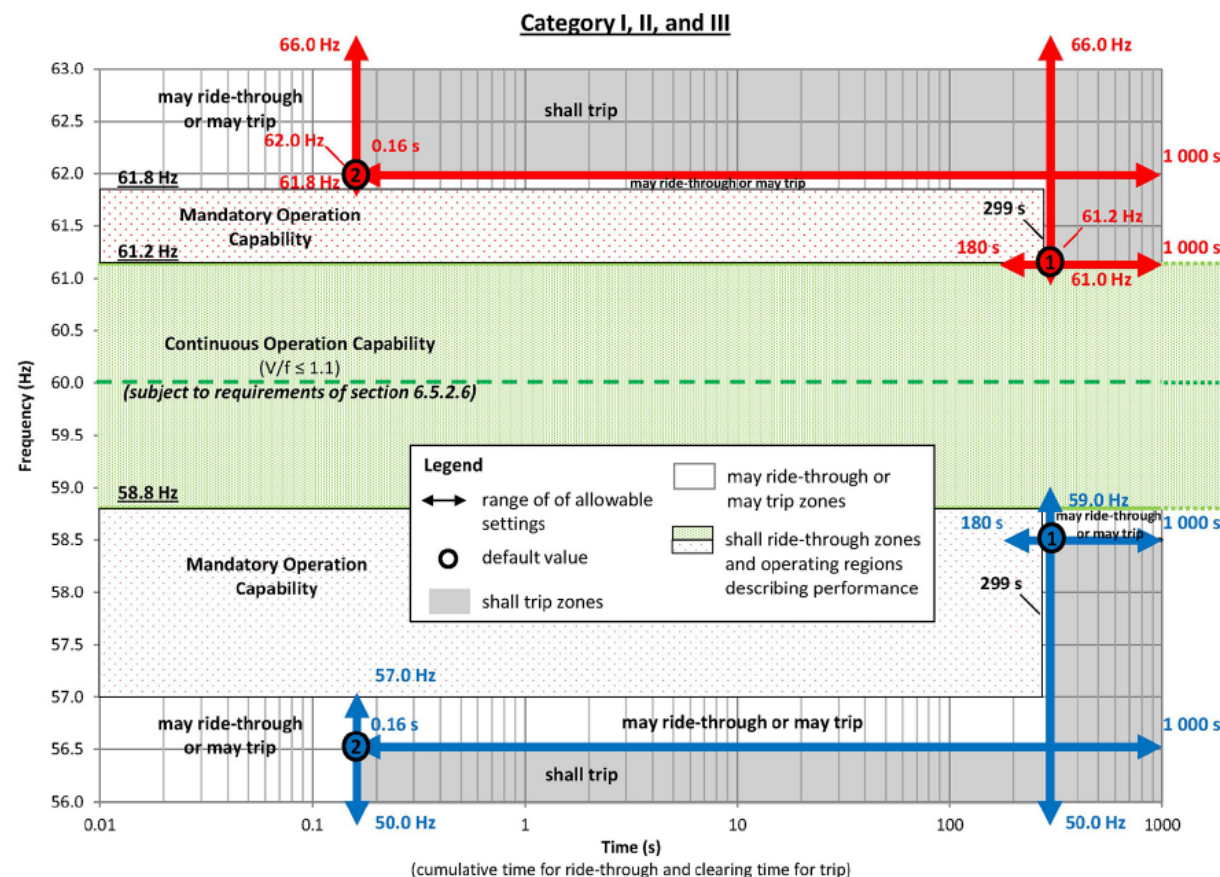 Category I, II, and III
66.0 Hz
66.0 Hz
63.0
may ride-through
or may trip
shall trip
62.5
62.0 Hz
0.16 s
1 000 s
62.0
2
61.8 Hz
61.8 Hz
may ride-through or may trip
Mandatory Operation
Capability
299 s
61.2 Hz
61.5
61.2 Hz
180 s
1
1 000 s
61.0 Hz
61.0
60.5
Continuous Operation Capability
(V/f ≤ 1.1)
60.0
(subject to requirements of section 6.5.2.6)
59.5
Frequency (Hz)
Legend
range of of allowable
settings
default value
shall trip zones
may ride-through or
may trip zones
shall ride-through zones
and operating regions
describing performance
59.0
58.8 Hz
59.0 Hz
180 s
may ride-through
or may trip
1 000 s
58.5
1
Mandatory Operation
Capability
299 s
58.0
57.5
57.0 Hz
57.0
may ride-through
or may trip
0.16 s
may ride-through or may trip
1 000 s
56.5
2
shall trip
56.0
50.0 Hz
50.0 Hz
0.01
0.1
1
10
100
1000
Time (s)
(cumulative time for ride-through and clearing time for trip)